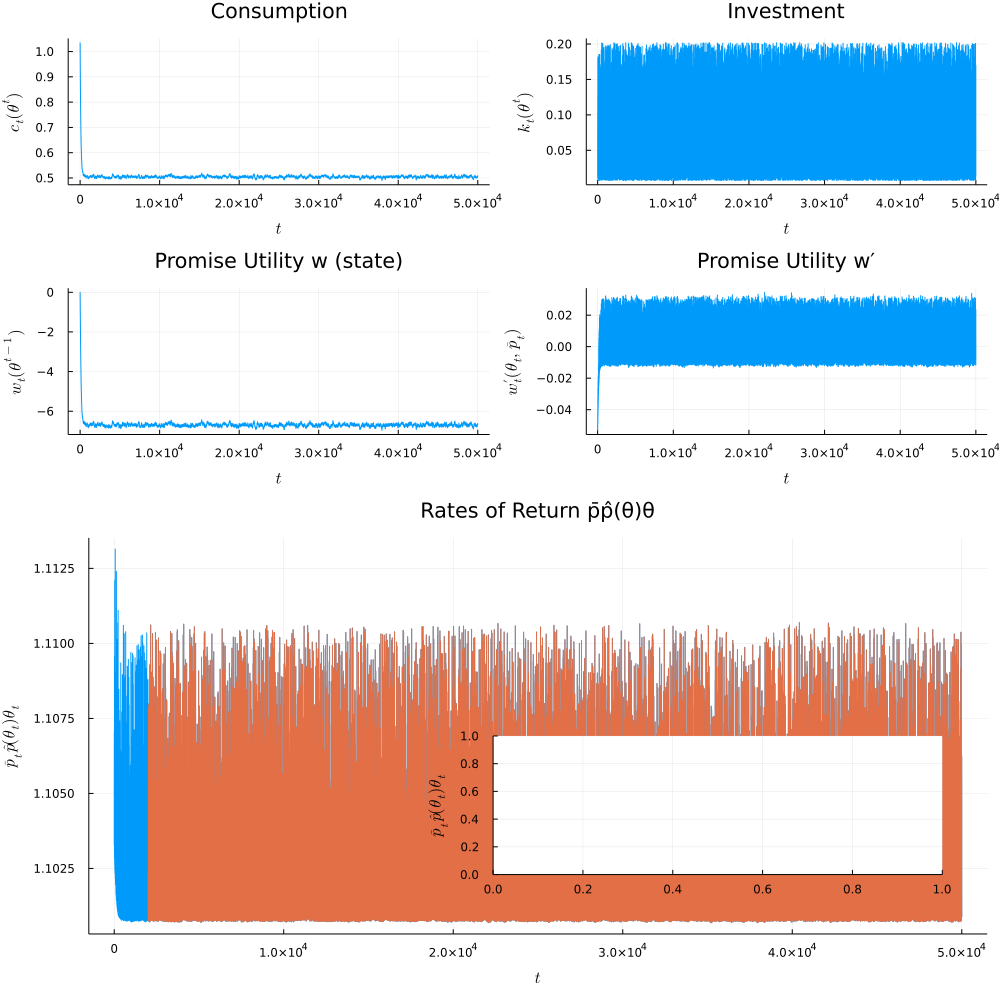 Consumption
1.0
0.9
0.8
0.7
0.6
0.5
c_t(θ^t)
0 1.0×10^4 2.0×10^4 3.0×10^4 4.0×10^4 5.0×10^4
t
Investment
0.20
0.15
0.10
0.05
k_t(θ^t)
0 1.0×10^4 2.0×10^4 3.0×10^4 4.0×10^4 5.0×10^4
t
Promise Utility w (state)
0
−2
−4
−6
w_t(θ^{t−1})
0 1.0×10^4 2.0×10^4 3.0×10^4 4.0×10^4 5.0×10^4
t
Promise Utility w′
0.02
0.00
−0.02
−0.04
w′_t(θ_t, p̄_t)
0 1.0×10^4 2.0×10^4 3.0×10^4 4.0×10^4 5.0×10^4
t
Rates of Return p̄p̂(θ)θ
1.1125
1.1100
1.1075
1.1050
1.1025
p̄_t p̂(θ_t)θ_t
1.0
0.8
0.6
0.4
0.2
0.0
p̄_t p̂(θ_t)θ_t
0.0 0.2 0.4 0.6 0.8 1.0
0 1.0×10^4 2.0×10^4 3.0×10^4 4.0×10^4 5.0×10^4
t